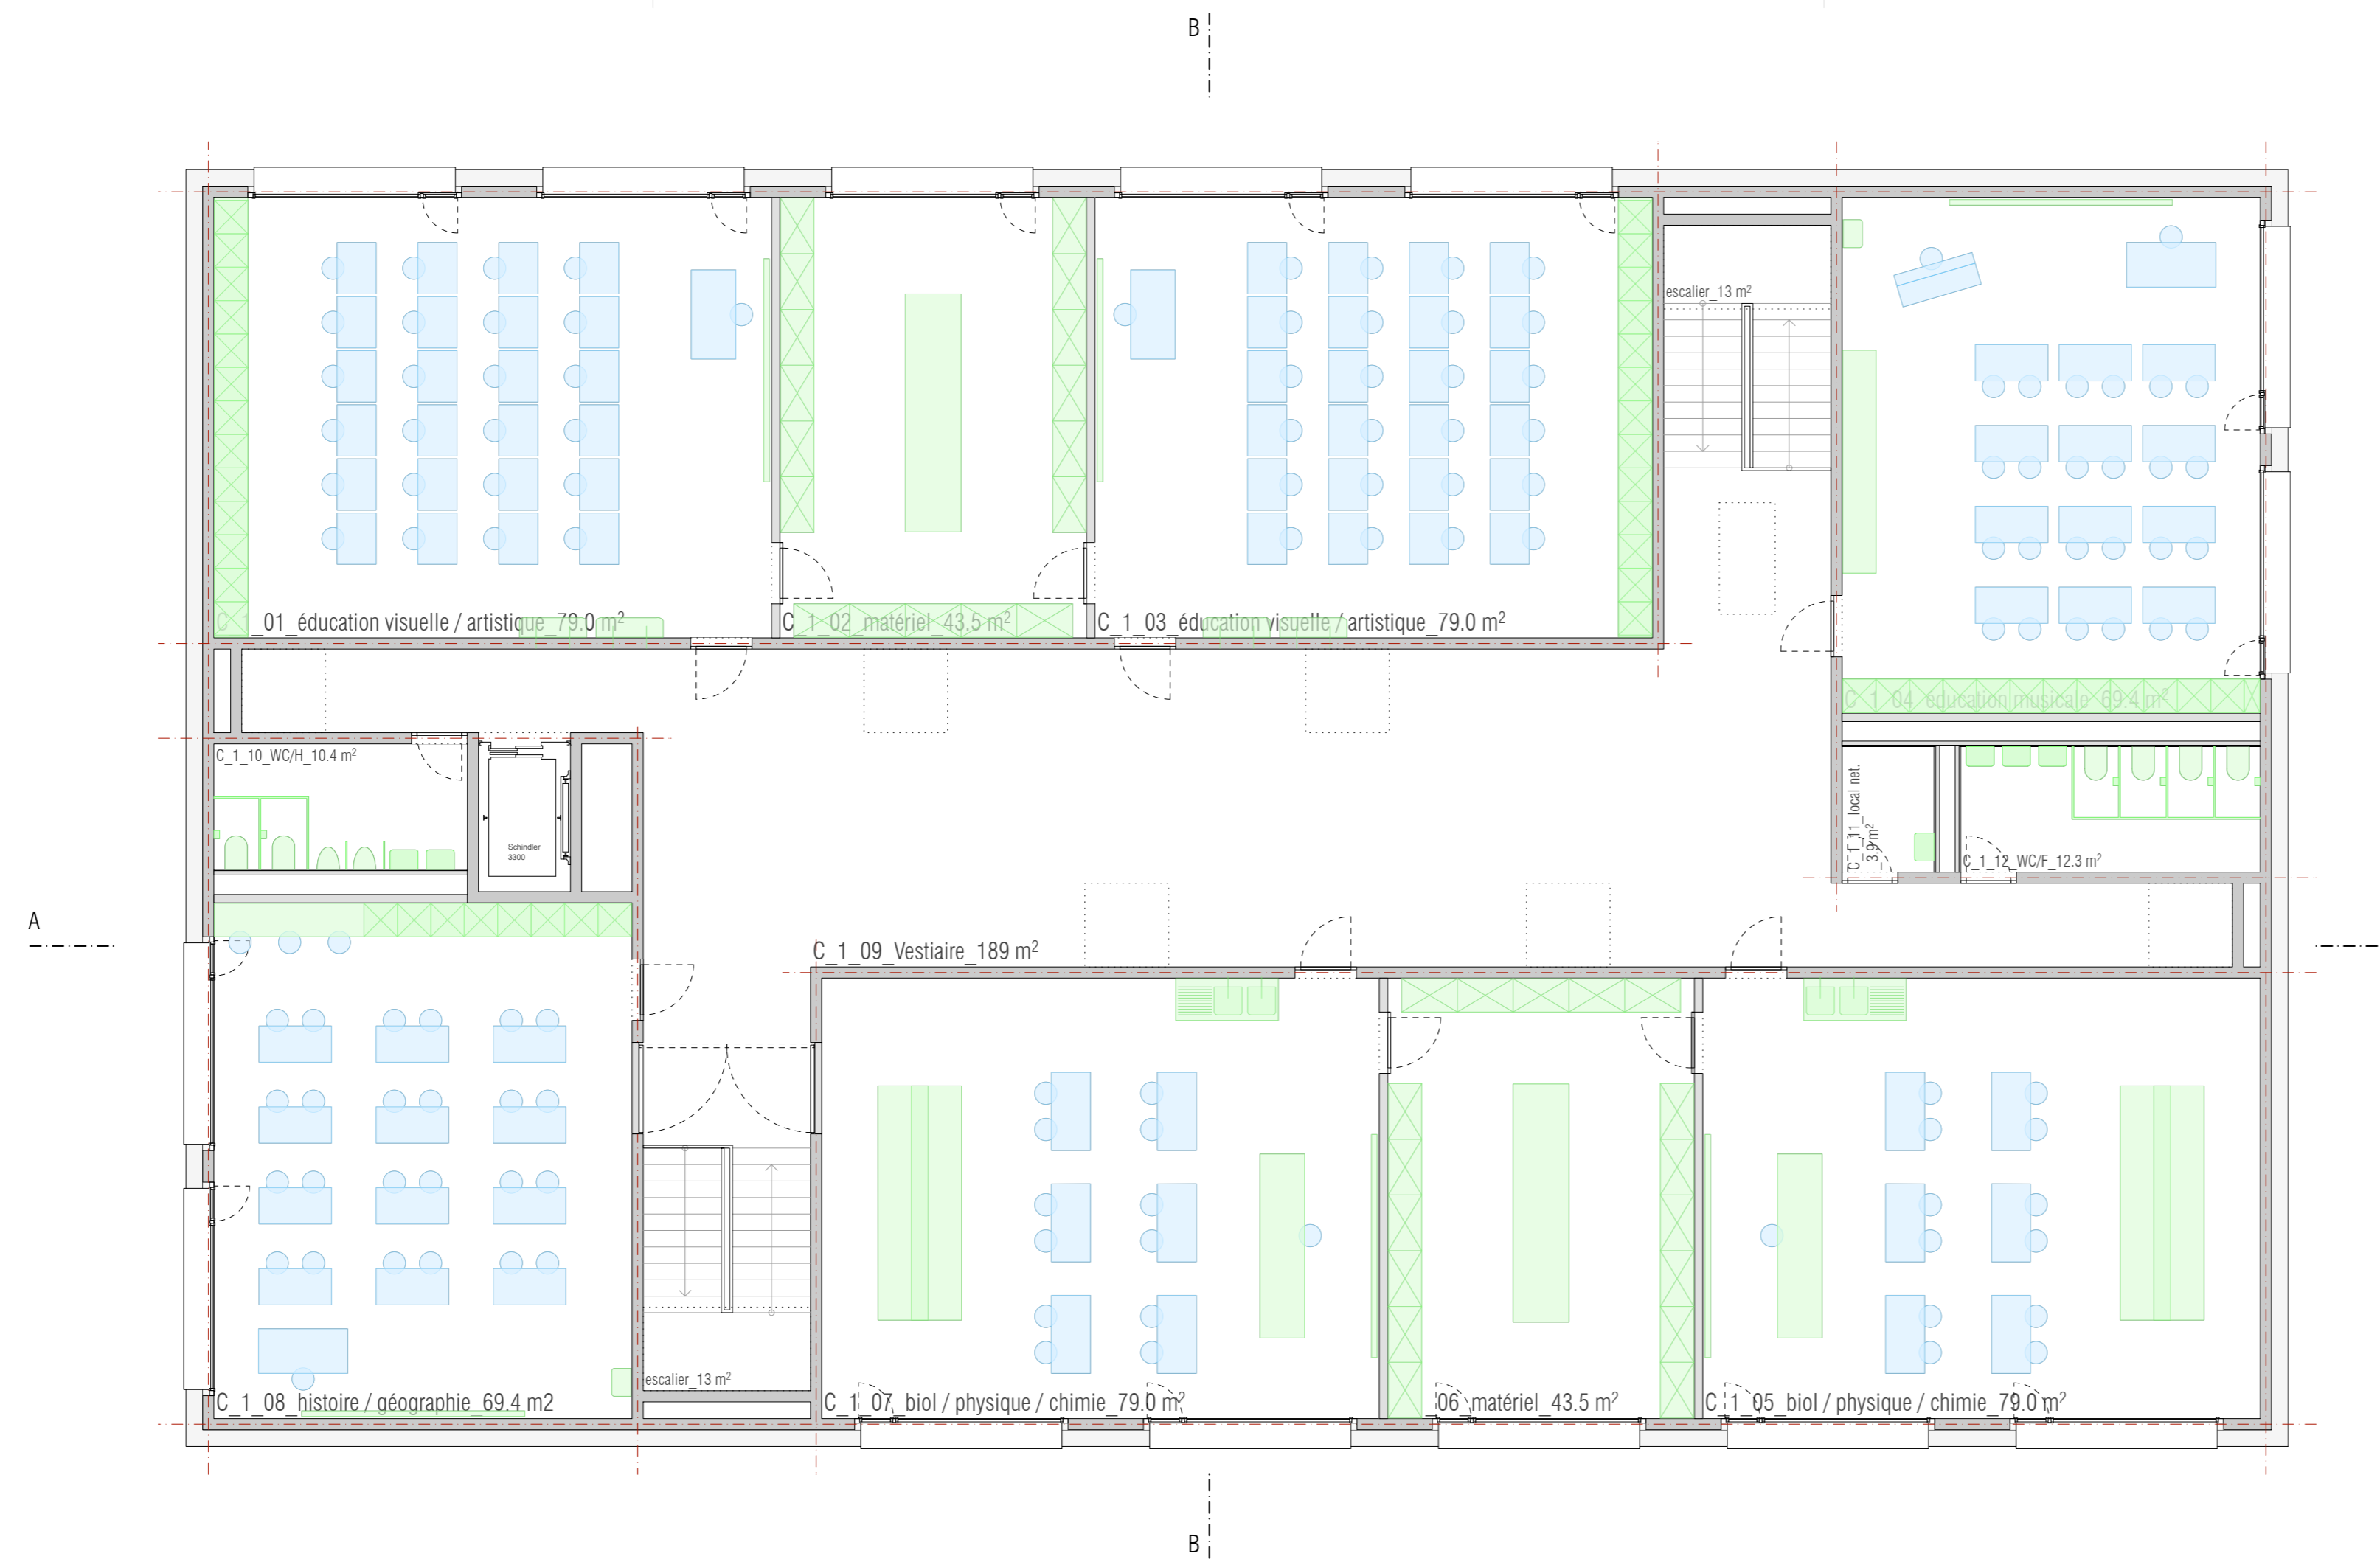 B
escalier_13 m²
C_1_01_éducation visuelle / artistique_79.0 m²
C_1_02_matériel_43.5 m²
C_1_03_éducation visuelle / artistique_79.0 m²
C_1_04_éducation musicale_69.4 m²
C_1_10_WC/H_10.4 m²
Schindler
3300
C_1_11_local net.
_3.9 m²
C_1_12_WC/F_12.3 m²
A
C_1_09_Vestiaire_189 m²
escalier_13 m²
C_1_08_histoire / géographie_69.4 m2
C_1_07_biol / physique / chimie_79.0 m²
06_matériel_43.5 m²
C_1_05_biol / physique / chimie_79.0 m²
B